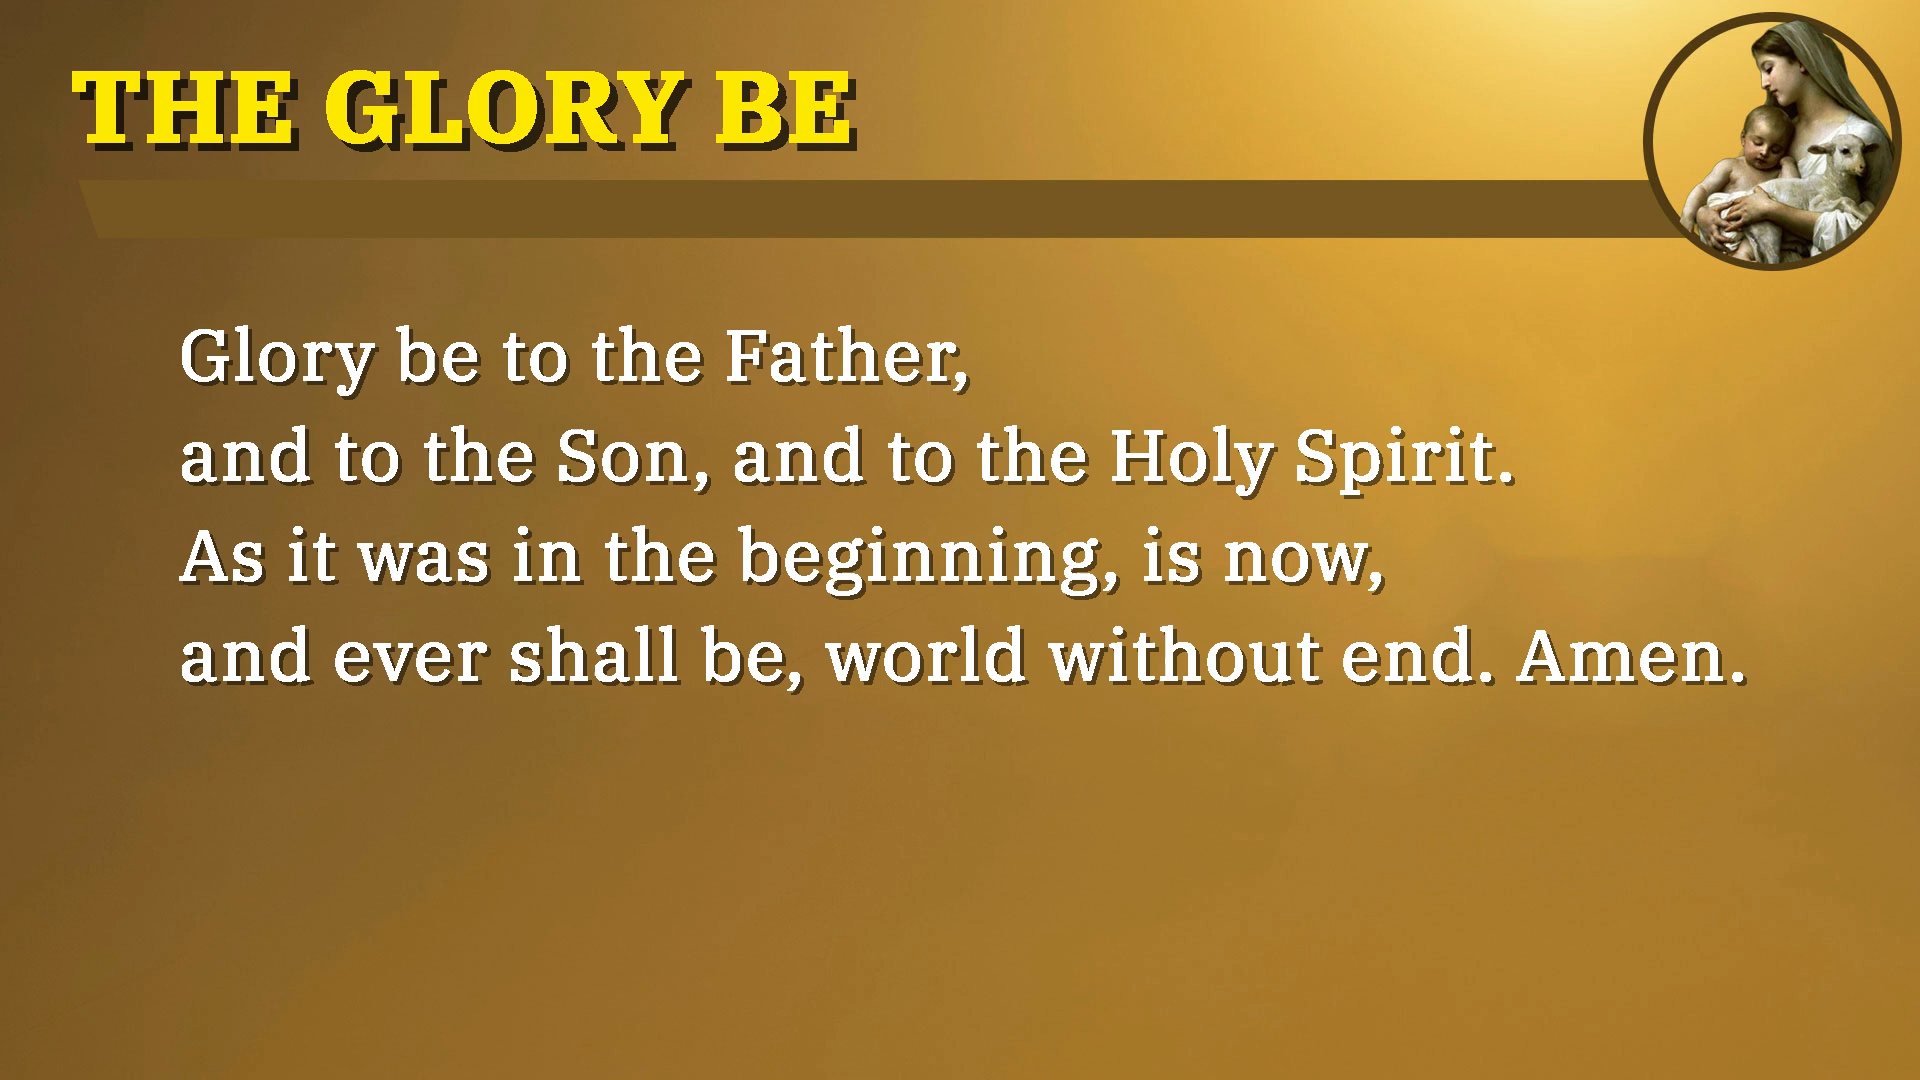 THE GLORY BE
Glory be to the Father,
and to the Son, and to the Holy Spirit.
As it was in the beginning, is now,
and ever shall be, world without end. Amen.